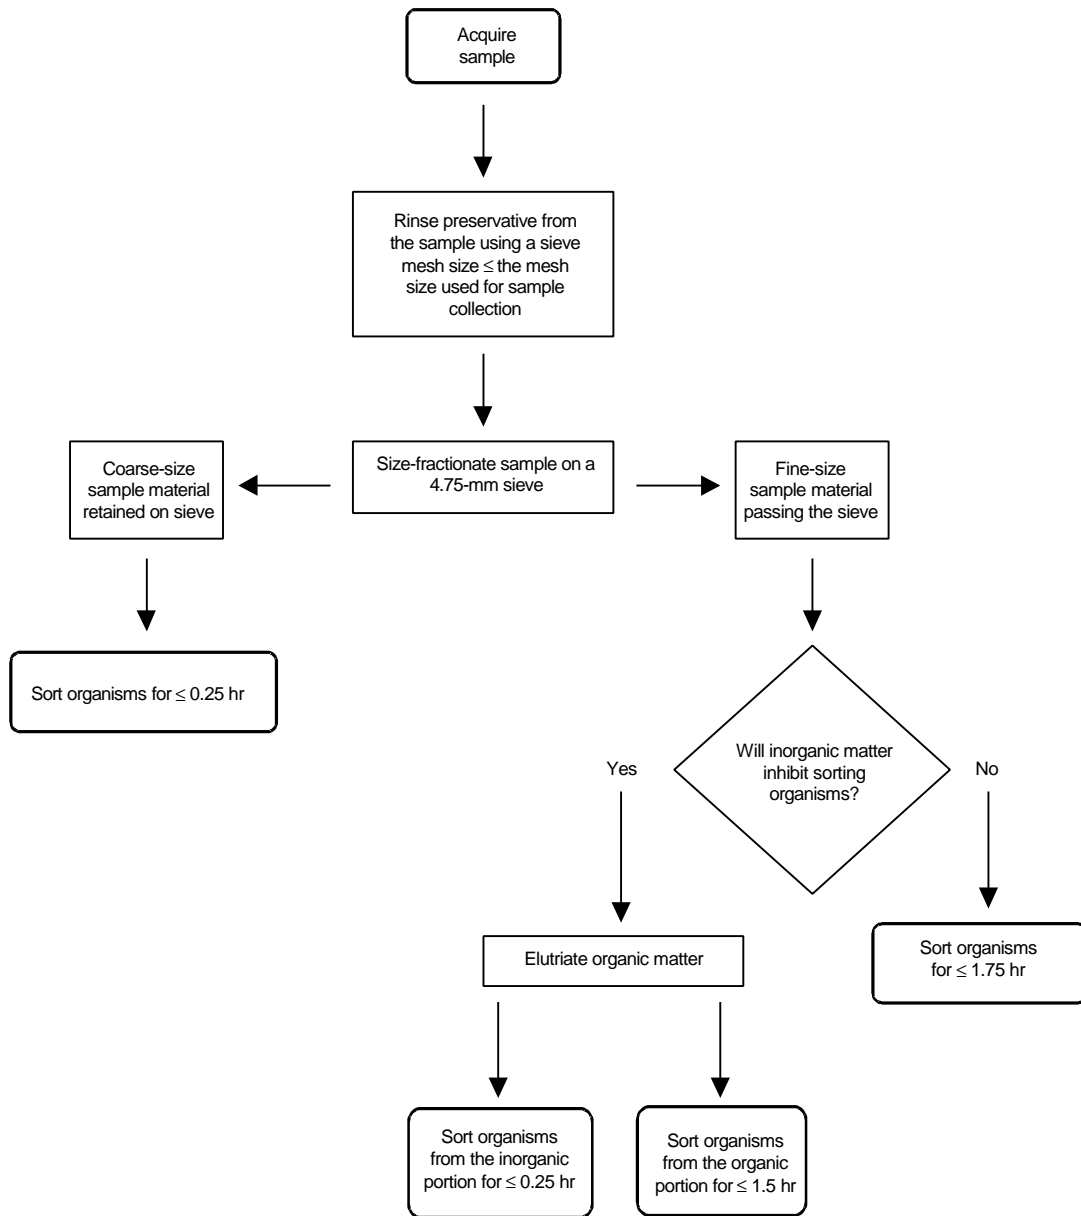 Acquire
sample
Rinse preservative from
the sample using a sieve
mesh size ≤ the mesh
size used for sample
collection
Size-fractionate sample on a
4.75-mm sieve
Coarse-size
sample material
retained on sieve
Fine-size
sample material
passing the sieve
Sort organisms for ≤ 0.25 hr
Will inorganic matter
inhibit sorting
organisms?
Yes
No
Elutriate organic matter
Sort organisms
for ≤ 1.75 hr
Sort organisms
from the inorganic
portion for ≤ 0.25 hr
Sort organisms
from the organic
portion for ≤ 1.5 hr